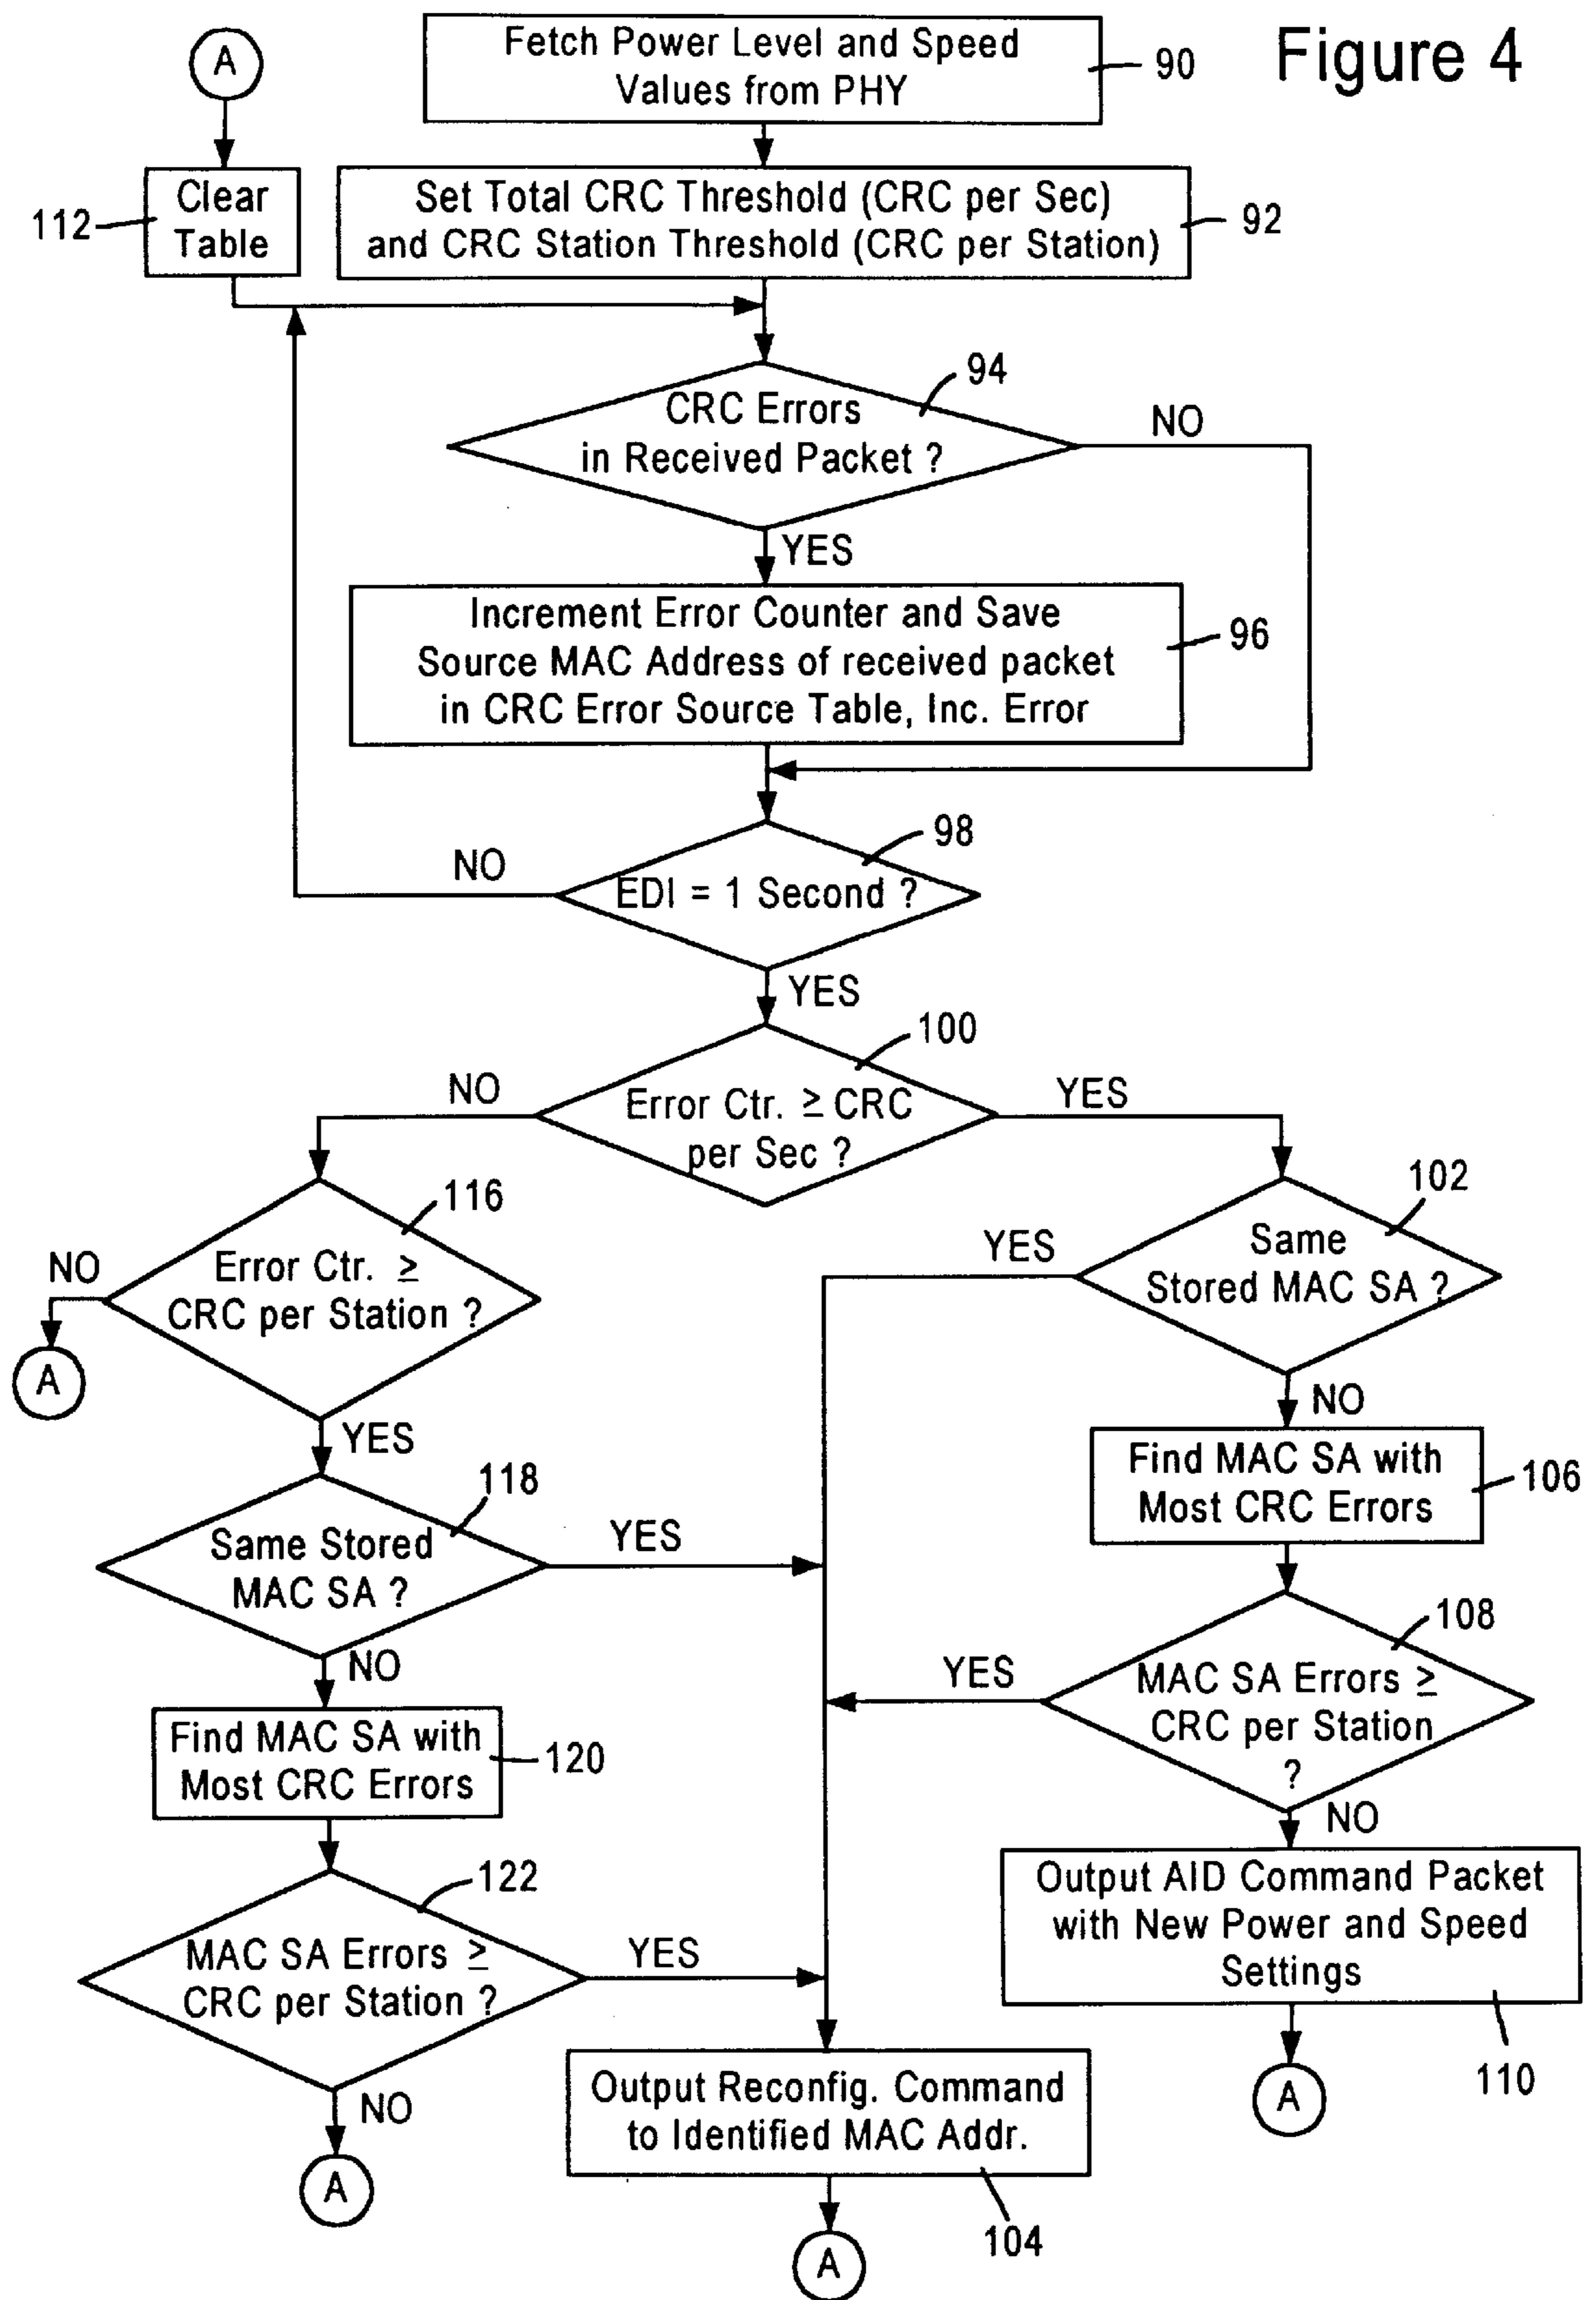 Figure 4
A
Fetch Power Level and Speed
Values from PHY
90
Clear
Table
112
Set Total CRC Threshold (CRC per Sec)
and CRC Station Threshold (CRC per Station)
92
94
CRC Errors
in Received Packet ?
NO
YES
Increment Error Counter and Save
Source MAC Address of received packet
in CRC Error Source Table, Inc. Error
96
98
NO
EDI = 1 Second ?
YES
100
NO
Error Ctr. ≥ CRC
per Sec ?
YES
116
NO
Error Ctr. ≥
CRC per Station ?
A
YES
102
YES
Same
Stored MAC SA ?
NO
Find MAC SA with
Most CRC Errors
106
118
Same Stored
MAC SA ?
YES
NO
108
YES
MAC SA Errors ≥
CRC per Station
?
NO
Find MAC SA with
Most CRC Errors
120
122
MAC SA Errors ≥
CRC per Station ?
YES
NO
A
Output AID Command Packet
with New Power and Speed
Settings
110
A
Output Reconfig. Command
to Identified MAC Addr.
104
A